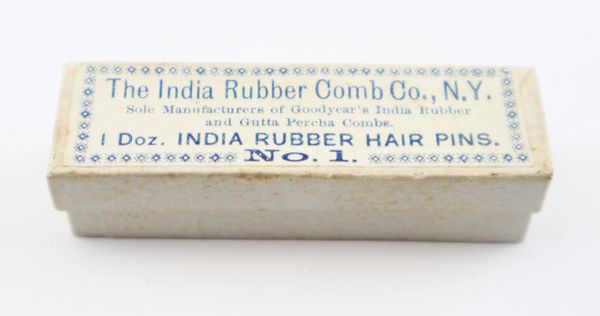 The India Rubber Comb Co., N.Y.
Sole Manufacturers of Goodyear's India Rubber
and Gutta Percha Combs.
1 Doz. INDIA RUBBER HAIR PINS.
No. 1.